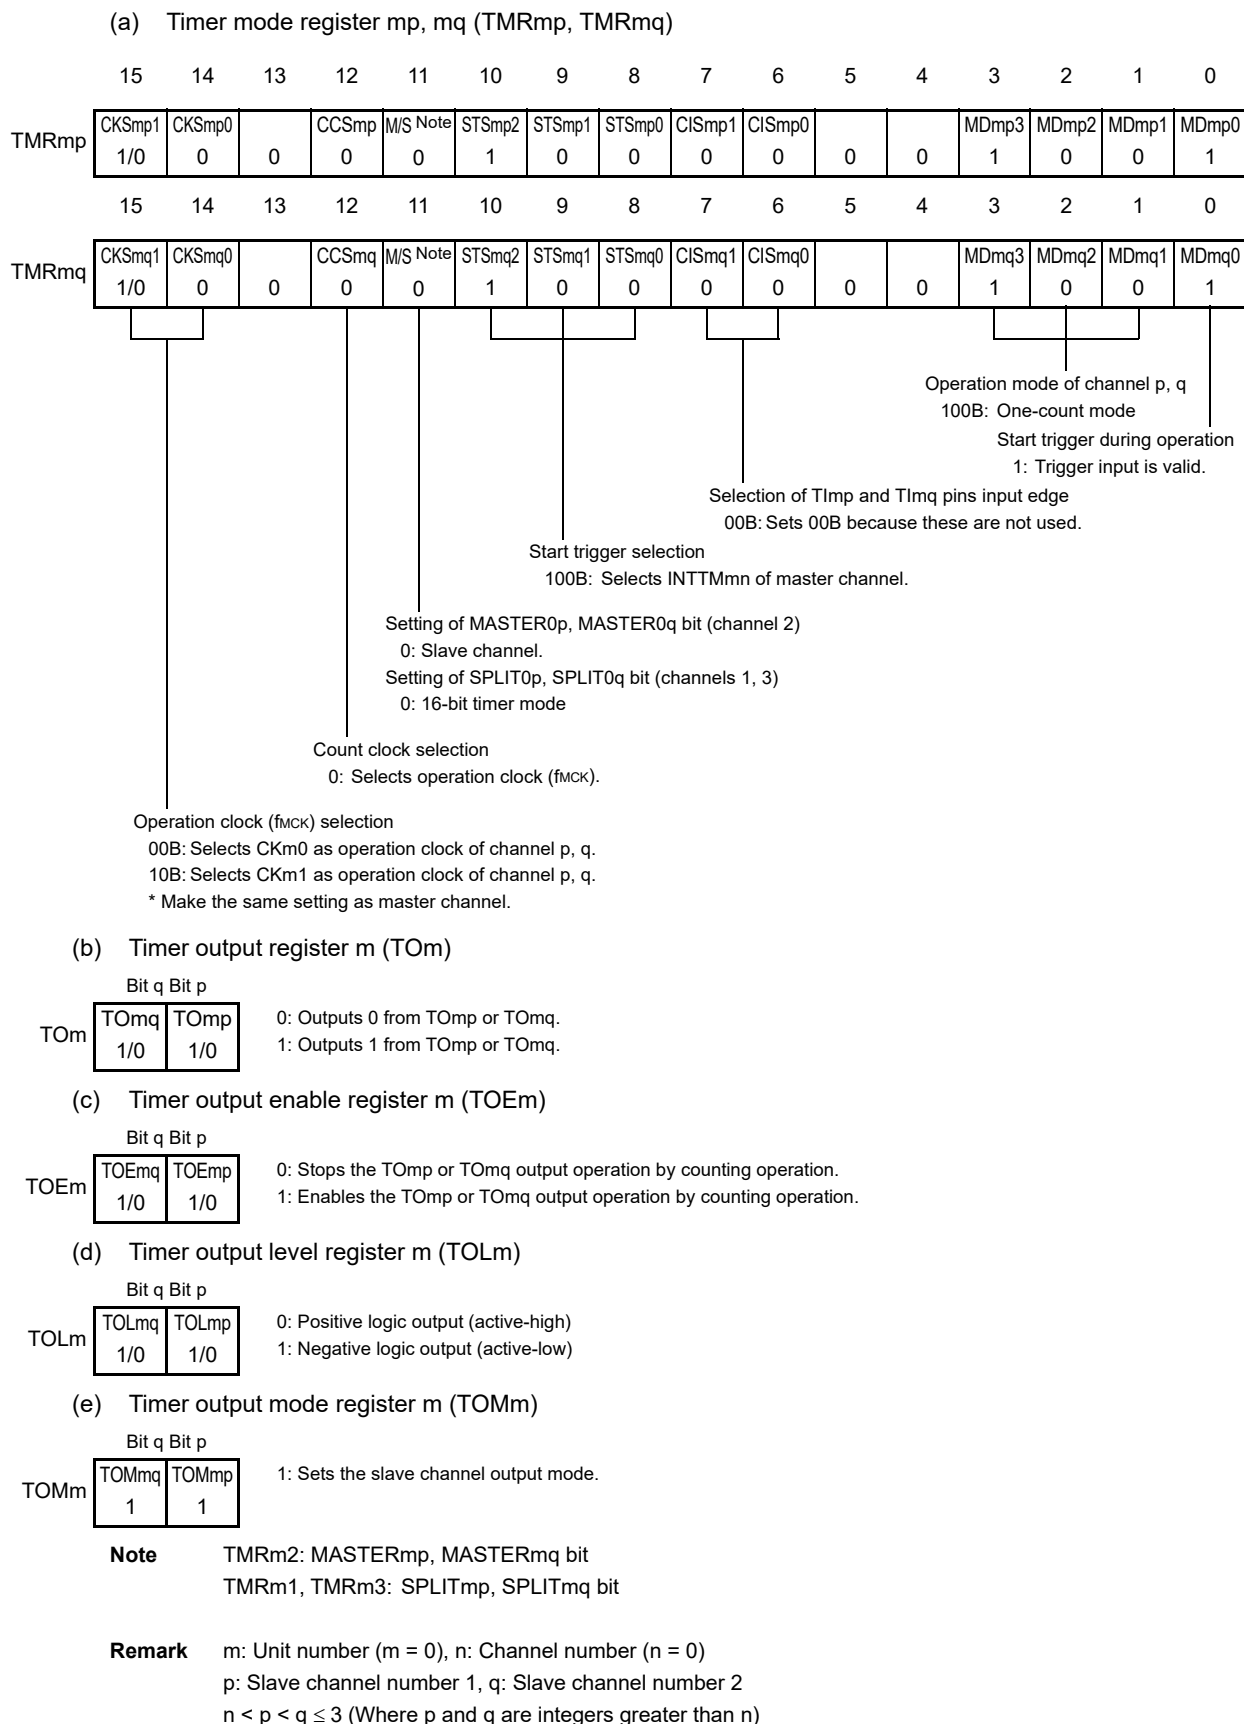 (a) Timer mode register mp, mq (TMRmp, TMRmq)
15 14 13 12 11 10 9 8 7 6 5 4 3 2 1 0
TMRmp CKSmp1 CKSmp0 CCSmp M/S Note STSmp2 STSmp1 STSmp0 CISmp1 CISmp0 MDmp3 MDmp2 MDmp1 MDmp0
1/0 0 0 0 0 1 0 0 0 0 0 0 1 0 0 1
15 14 13 12 11 10 9 8 7 6 5 4 3 2 1 0
TMRmq CKSmq1 CKSmq0 CCSmq M/S Note STSmq2 STSmq1 STSmq0 CISmq1 CISmq0 MDmq3 MDmq2 MDmq1 MDmq0
1/0 0 0 0 0 1 0 0 0 0 0 0 1 0 0 1
Operation mode of channel p, q
100B: One-count mode
Start trigger during operation
1: Trigger input is valid.
Selection of TImp and TImq pins input edge
00B: Sets 00B because these are not used.
Start trigger selection
100B: Selects INTTMmn of master channel.
Setting of MASTER0p, MASTER0q bit (channel 2)
0: Slave channel.
Setting of SPLIT0p, SPLIT0q bit (channels 1, 3)
0: 16-bit timer mode
Count clock selection
0: Selects operation clock (fMCK).
Operation clock (fMCK) selection
00B: Selects CKm0 as operation clock of channel p, q.
10B: Selects CKm1 as operation clock of channel p, q.
* Make the same setting as master channel.
(b) Timer output register m (TOm)
Bit q Bit p
TOm TOmq TOmp
1/0 1/0
0: Outputs 0 from TOmp or TOmq.
1: Outputs 1 from TOmp or TOmq.
(c) Timer output enable register m (TOEm)
Bit q Bit p
TOEm TOEmq TOEmp
1/0 1/0
0: Stops the TOmp or TOmq output operation by counting operation.
1: Enables the TOmp or TOmq output operation by counting operation.
(d) Timer output level register m (TOLm)
Bit q Bit p
TOLm TOLmq TOLmp
1/0 1/0
0: Positive logic output (active-high)
1: Negative logic output (active-low)
(e) Timer output mode register m (TOMm)
Bit q Bit p
TOMm TOMmq TOMmp
1 1
1: Sets the slave channel output mode.
Note TMRm2: MASTERmp, MASTERmq bit
TMRm1, TMRm3: SPLITmp, SPLITmq bit
Remark m: Unit number (m = 0), n: Channel number (n = 0)
p: Slave channel number 1, q: Slave channel number 2
n < p < q ≤ 3 (Where p and q are integers greater than n)